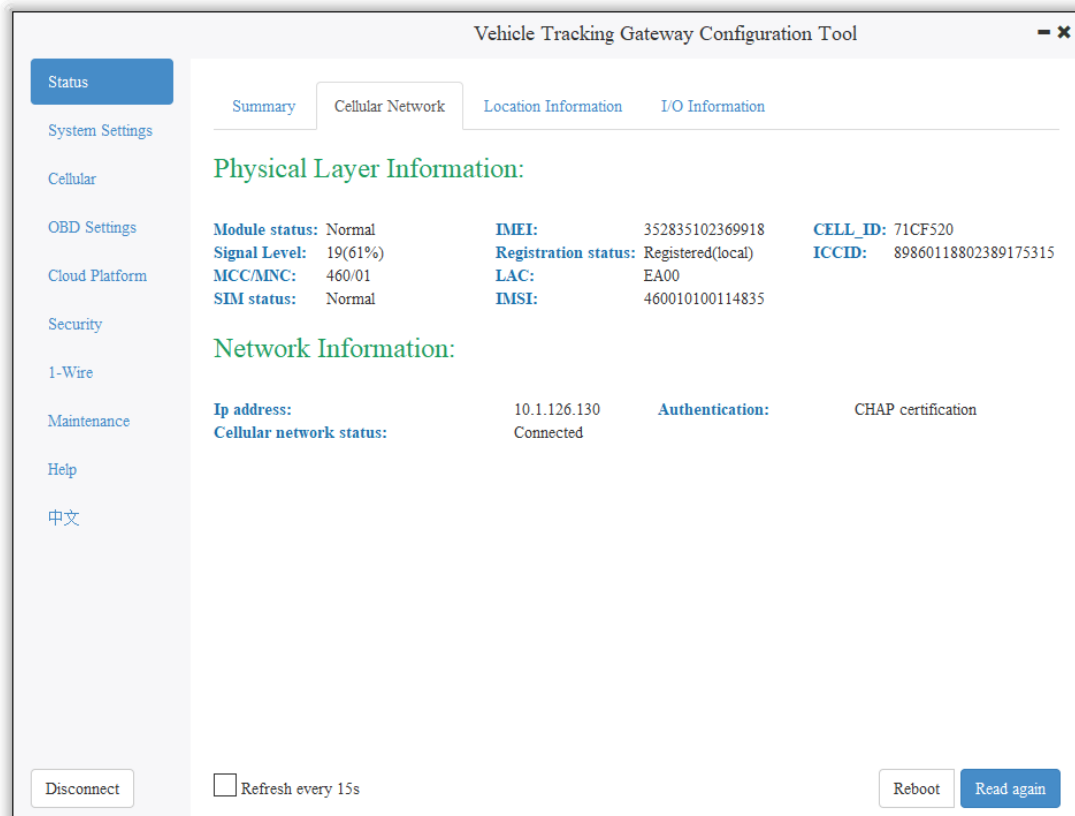 Vehicle Tracking Gateway Configuration Tool
Status
System Settings
Cellular
OBD Settings
Cloud Platform
Security
1-Wire
Maintenance
Help
中文
Disconnect
Summary Cellular Network Location Information I/O Information
Physical Layer Information:
Module status: Normal IMEI: 352835102369918 CELL_ID: 71CF520
Signal Level: 19(61%) Registration status: Registered(local) ICCID: 89860118802389175315
MCC/MNC: 460/01 LAC: EA00
SIM status: Normal IMSI: 460010100114835
Network Information:
Ip address: 10.1.126.130 Authentication: CHAP certification
Cellular network status: Connected
Refresh every 15s Reboot Read again